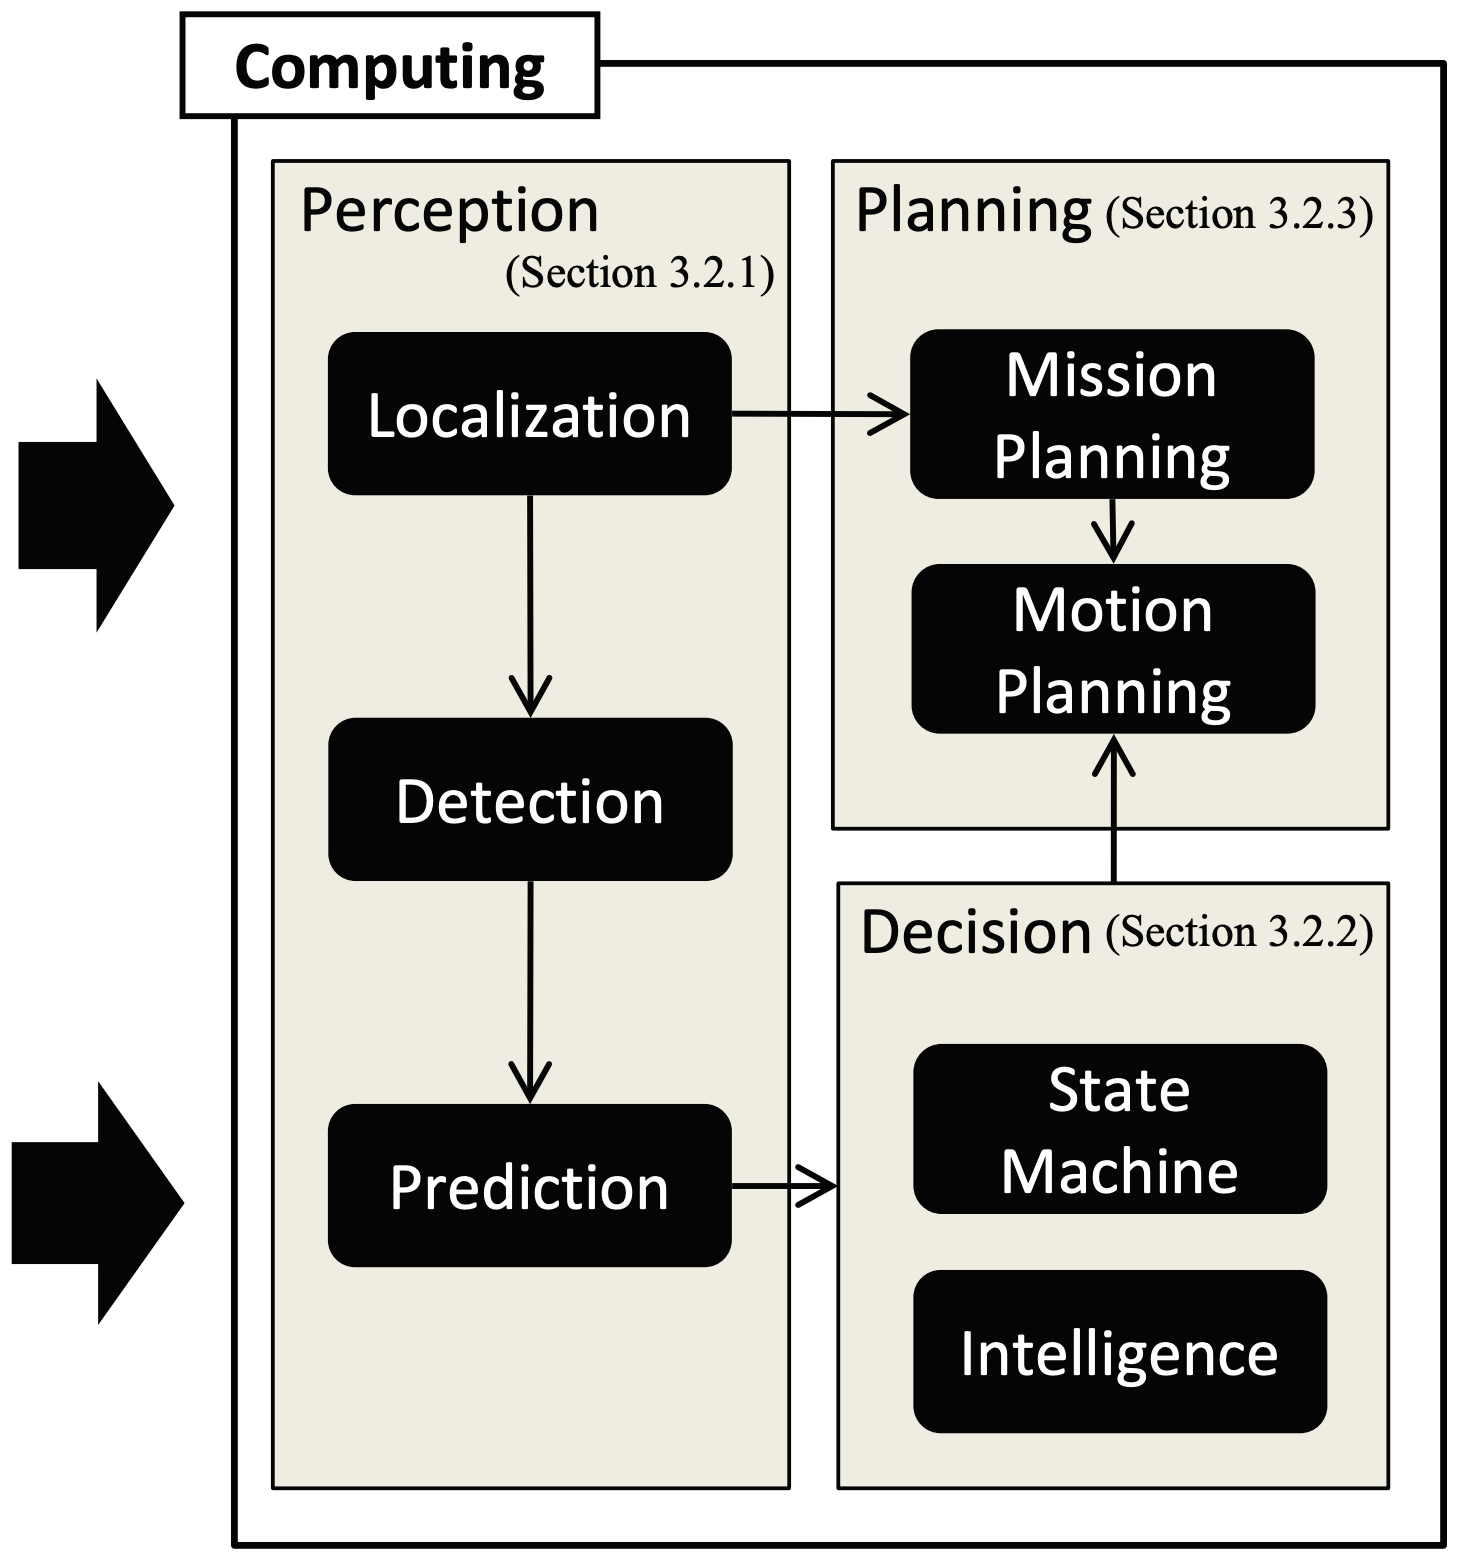 Computing
Perception
(Section 3.2.1)
Localization
Detection
Prediction
Planning (Section 3.2.3)
Mission
Planning
Motion
Planning
Decision (Section 3.2.2)
State
Machine
Intelligence